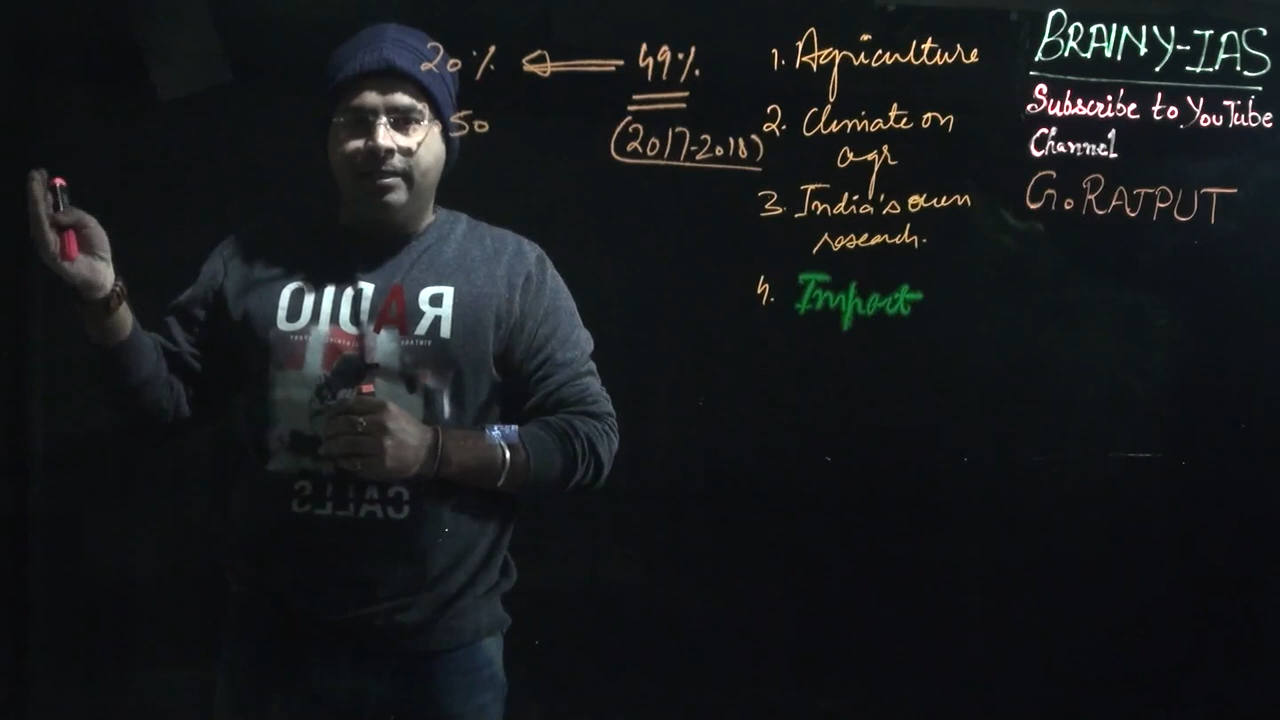 20% ← 49%
50
(2017-2018)
1. Agriculture
2. Climate on
agr
3. India's own
research.
4. Impact
BRAINY-IAS
Subscribe to YouTube
Channel
G. RAJPUT
RADIO
CALLS